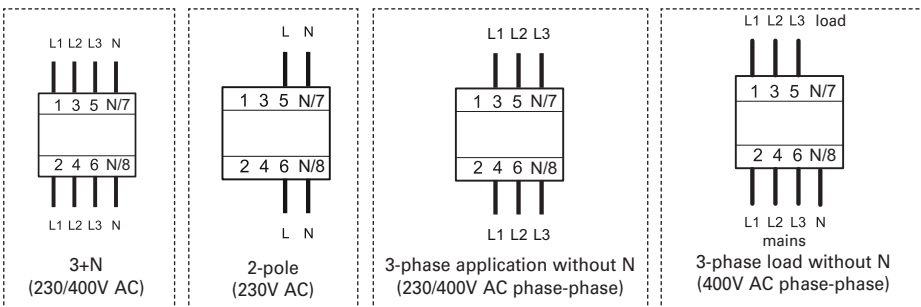 L1 L2 L3 N
1 3 5 N/7
2 4 6 N/8
L1 L2 L3 N
3+N
(230/400V AC)
L N
1 3 5 N/7
2 4 6 N/8
L N
2-pole
(230V AC)
L1 L2 L3
1 3 5 N/7
2 4 6 N/8
L1 L2 L3
3-phase application without N
(230/400V AC phase-phase)
L1 L2 L3 load
1 3 5 N/7
2 4 6 N/8
L1 L2 L3 N
mains
3-phase load without N
(400V AC phase-phase)